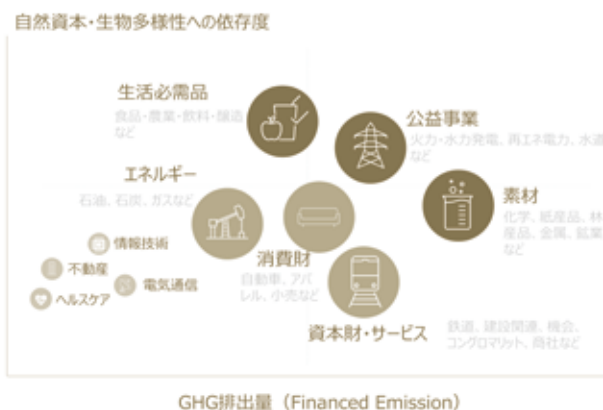 自然資本・生物多様性への依存度
生活必需品
食品・農業・飲料・醸造
など
公益事業
火力・水力発電、再エネ電力、水道
など
エネルギー
石油、石炭、ガスなど
素材
化学、紙産品、林
産品、金属、鉱業
など
情報技術
不動産
電気通信
ヘルスケア
消費財
自動車、アパ
レル、小売など
資本財・サービス
鉄道、建設関連、機会、
コングロマリット、商社など
GHG排出量（Financed Emission）